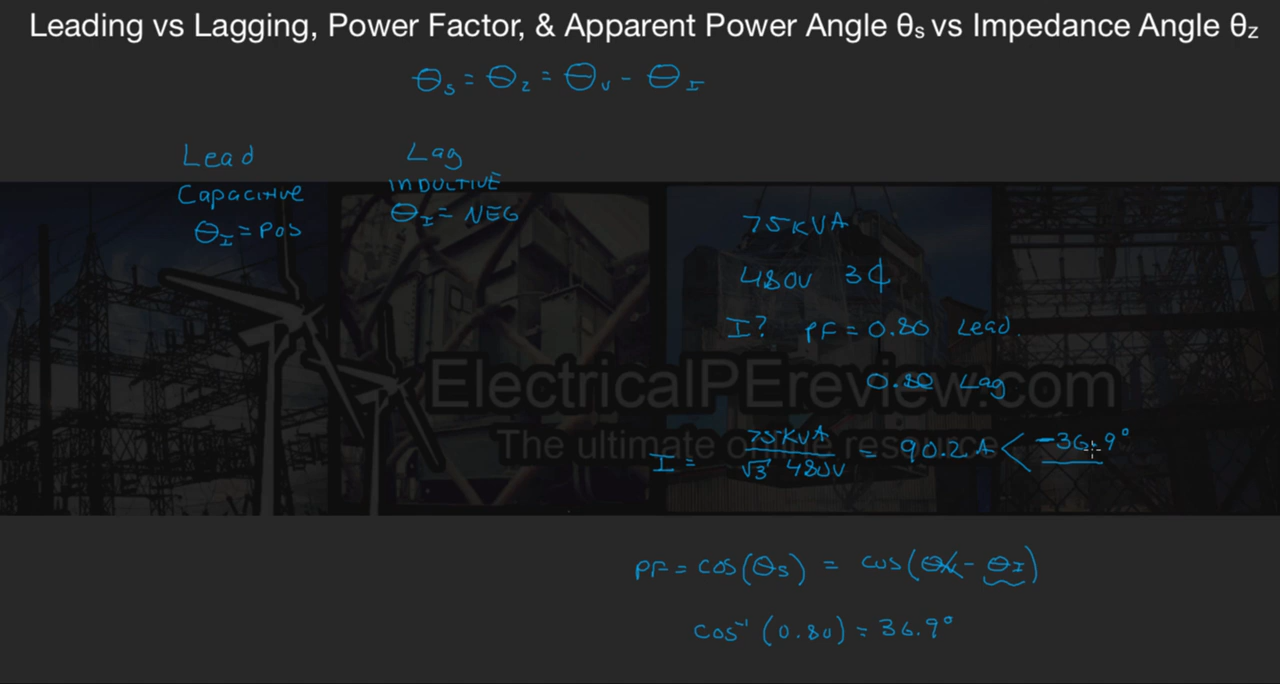 Leading vs Lagging, Power Factor, & Apparent Power Angle θs vs Impedance Angle θz
θs = θz = θv - θI
Lead
Capacitive
θI = POS
Lag
INDUCTIVE
θI = NEG
75KVA
480V 3¢
I? PF = 0.80 Lead.
0.80 Lag
ElectricalPEreview.com
The ultimate online resource
I = 75KVA / √3 480V = 90.2A < -36.9°
PF = cos(θs) = cos(θv - θI)
cos⁻¹(0.80) = 36.9°